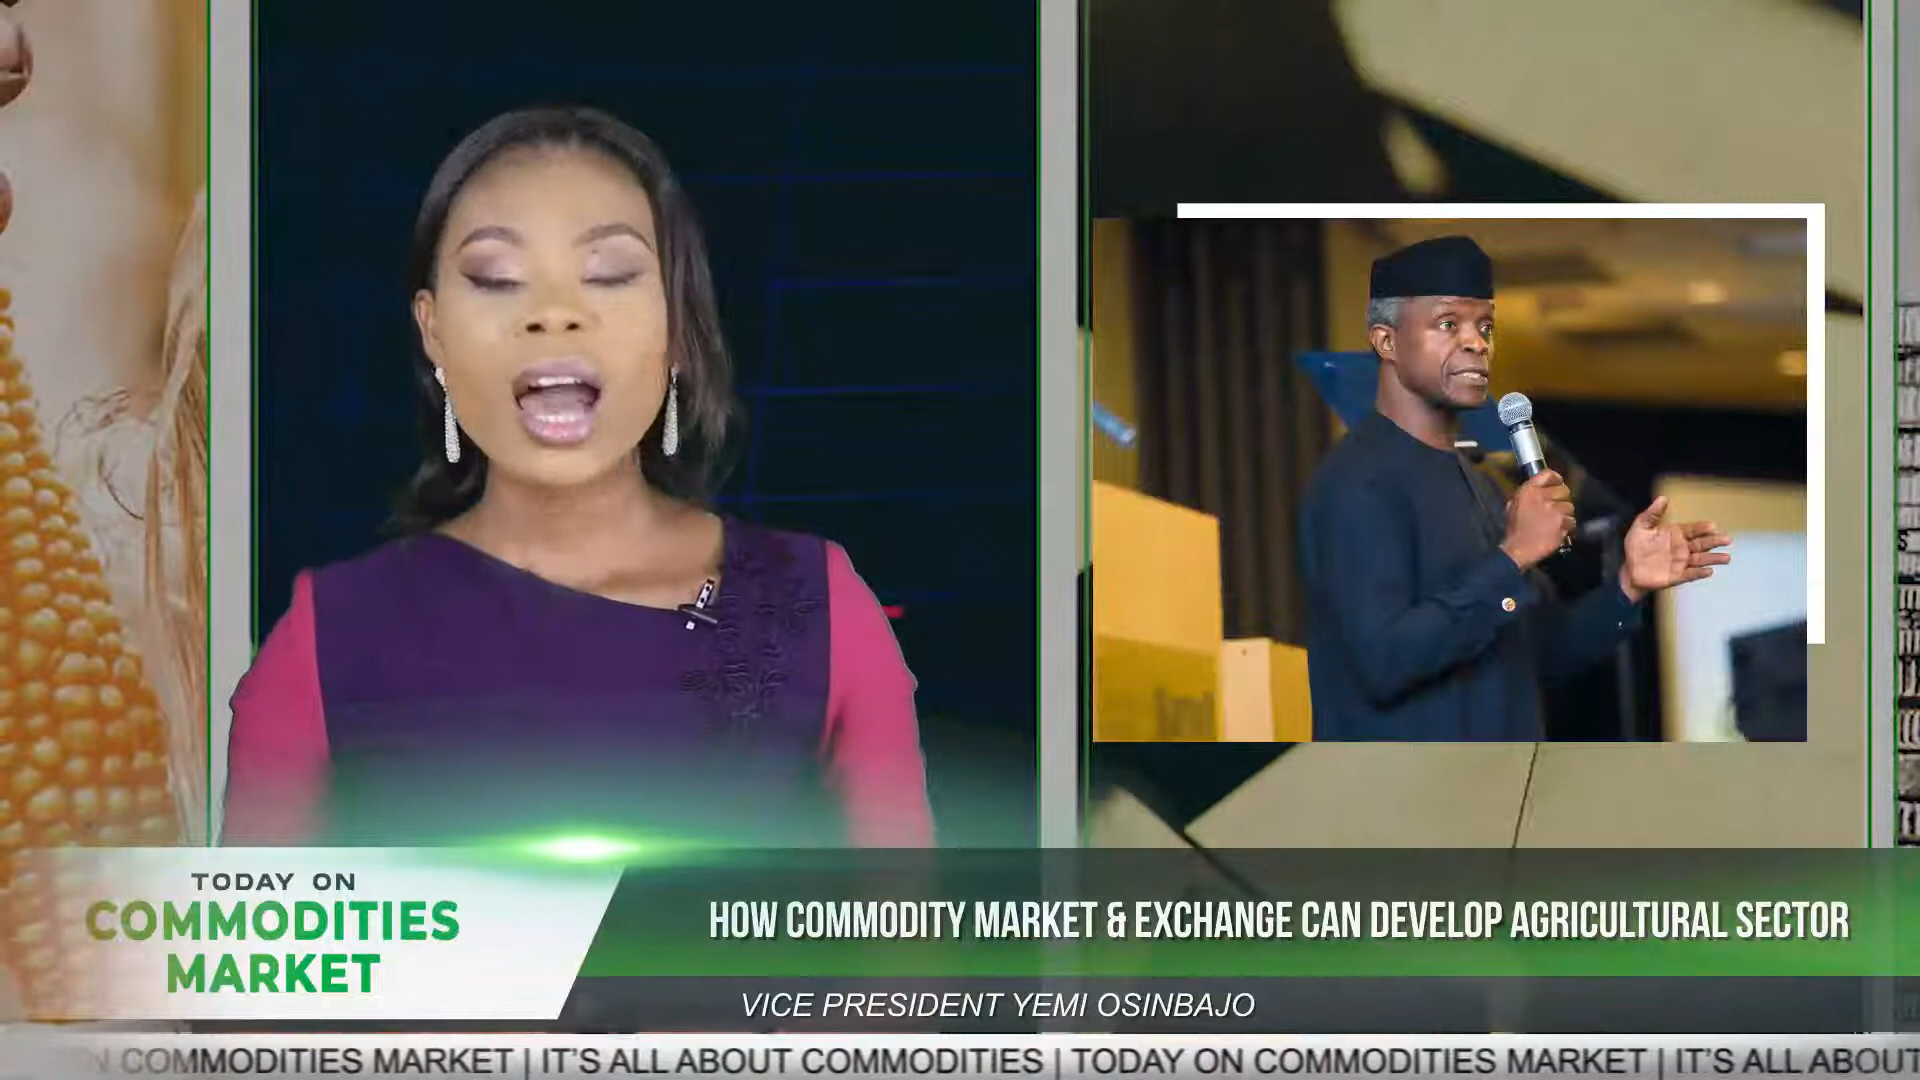 TODAY ON
COMMODITIES
MARKET
HOW COMMODITY MARKET & EXCHANGE CAN DEVELOP AGRICULTURAL SECTOR
VICE PRESIDENT YEMI OSINBAJO
COMMODITIES MARKET | IT'S ALL ABOUT COMMODITIES | TODAY ON COMMODITIES MARKET | IT'S ALL ABOUT